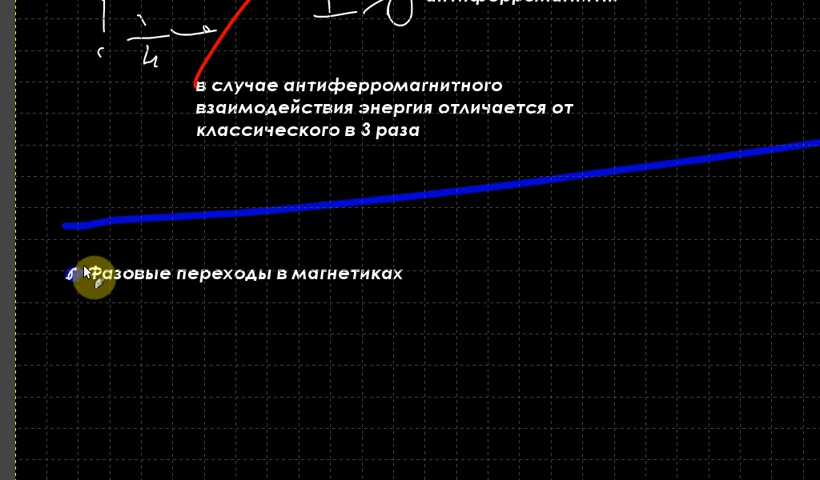 в случае антиферромагнитного
взаимодействия энергия отличается от
классического в 3 раза
Фазовые переходы в магнетиках